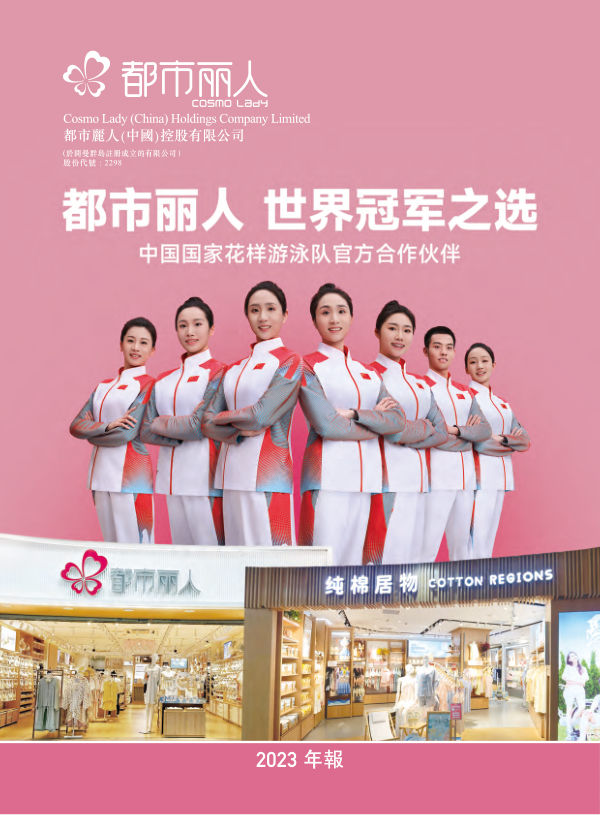 都市丽人
COSMO LADY
Cosmo Lady (China) Holdings Company Limited
都市麗人(中國)控股有限公司
(於開曼群島註冊成立的有限公司)
股份代號：2298
都市丽人 世界冠军之选
中国国家花样游泳队官方合作伙伴
都市丽人
纯棉居物 COTTON REGIONS
2023 年報